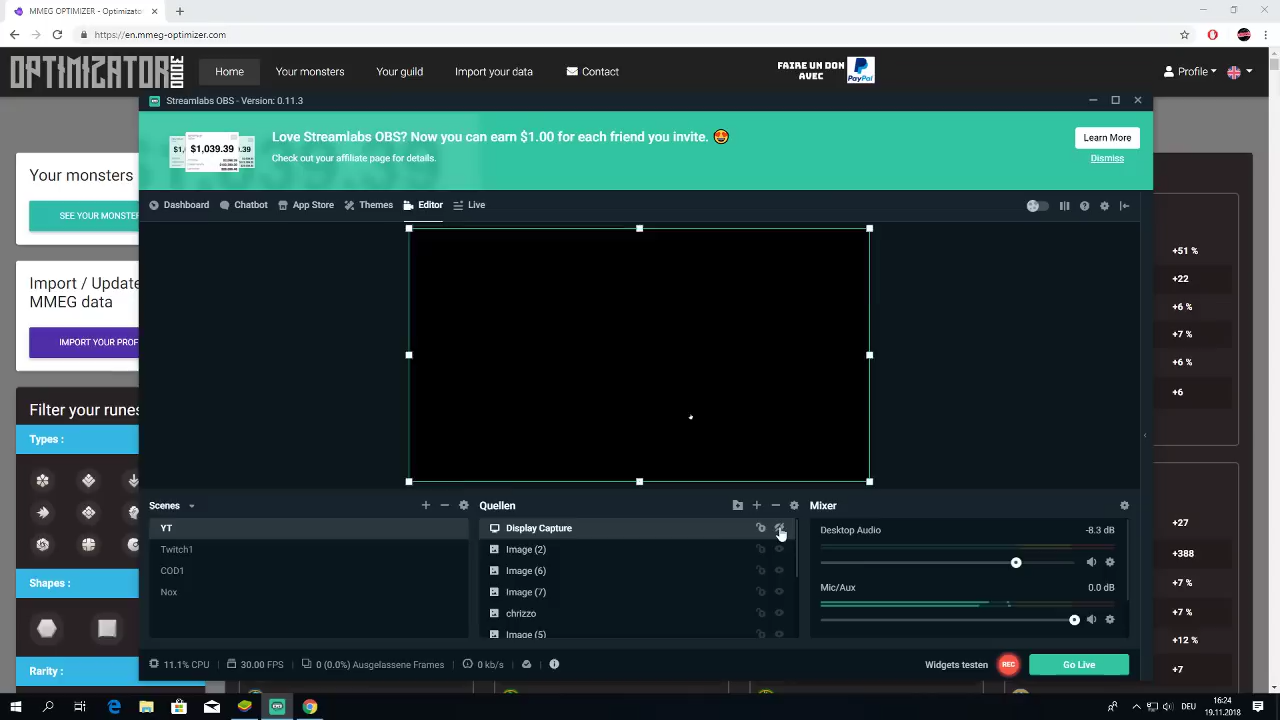 MMEG OPTIMIZER - Optimizator
https://en.mmeg-optimizer.com
OPTIMIZATOR
Home
Your monsters
Your guild
Import your data
Contact
FAIRE UN DON
AVEC
PayPal
Profile
Streamlabs OBS - Version: 0.11.3
$1,039.39
Love Streamlabs OBS? Now you can earn $1.00 for each friend you invite.
Check out your affiliate page for details.
Learn More
Dismiss
Dashboard
Chatbot
App Store
Themes
Editor
Live
Your monsters
SEE YOUR MONSTER
Import / Update
MMEG data
IMPORT YOUR PROF
Filter your runes
Types :
Shapes :
Rarity :
+51 %
+22
+6 %
+7 %
+6 %
+6
+27
+388
+7 %
+7 %
+12 %
+7
Scenes
YT
Twitch1
COD1
Nox
Quellen
Display Capture
Image (2)
Image (6)
Image (7)
chrizzo
Image (5)
Mixer
Desktop Audio
-8.3 dB
Mic/Aux
0.0 dB
11.1% CPU
30.00 FPS
0 (0.0%) Ausgelassene Frames
0 kb/s
Widgets testen
REC
Go Live
DEU
16:24
19.11.2018